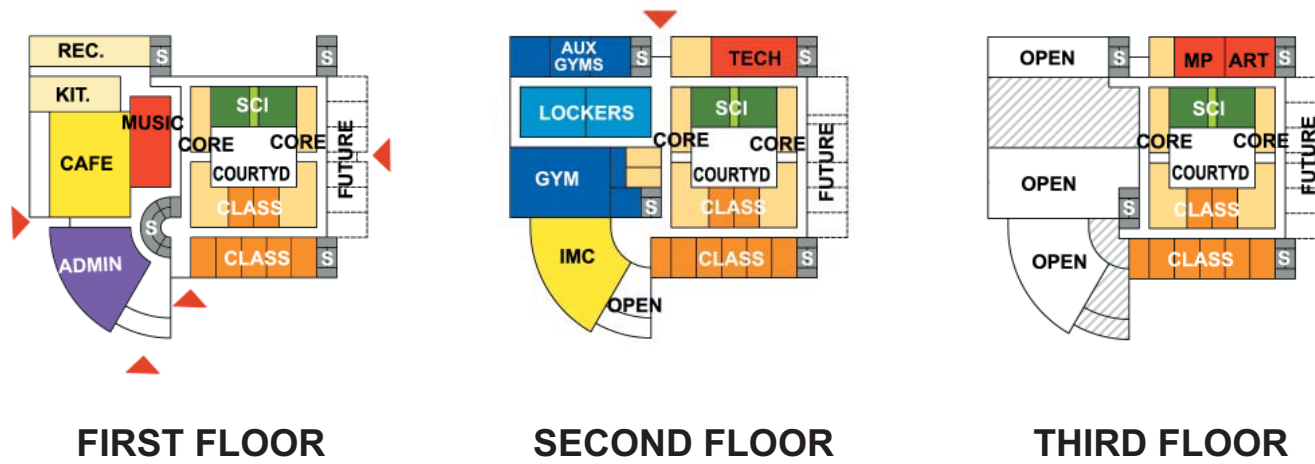 REC.
S
S
KIT.
MUSIC
SCI
CORE
CORE
CAFE
COURTYD
FUTURE
CLASS
S
ADMIN
CLASS
S
FIRST FLOOR
AUX
GYMS
S
TECH
S
LOCKERS
SCI
CORE
CORE
GYM
COURTYD
FUTURE
CLASS
S
IMC
CLASS
S
OPEN
SECOND FLOOR
OPEN
S
MP
ART
S
SCI
CORE
CORE
OPEN
COURTYD
FUTURE
S
CLASS
OPEN
CLASS
S
THIRD FLOOR